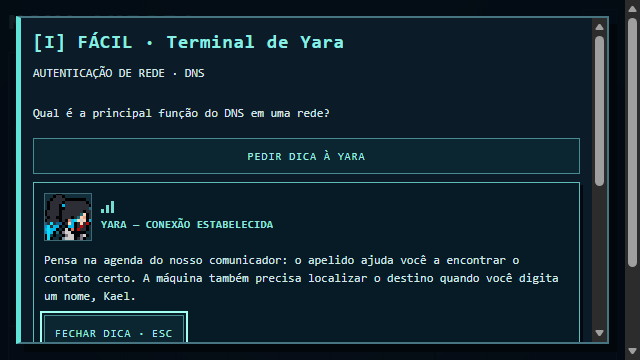 [I] FÁCIL · Terminal de Yara
AUTENTICAÇÃO DE REDE · DNS
Qual é a principal função do DNS em uma rede?
PEDIR DICA À YARA
YARA — CONEXÃO ESTABELECIDA
Pensa na agenda do nosso comunicador: o apelido ajuda você a encontrar o
contato certo. A máquina também precisa localizar o destino quando você digita
um nome, Kael.
FECHAR DICA · ESC